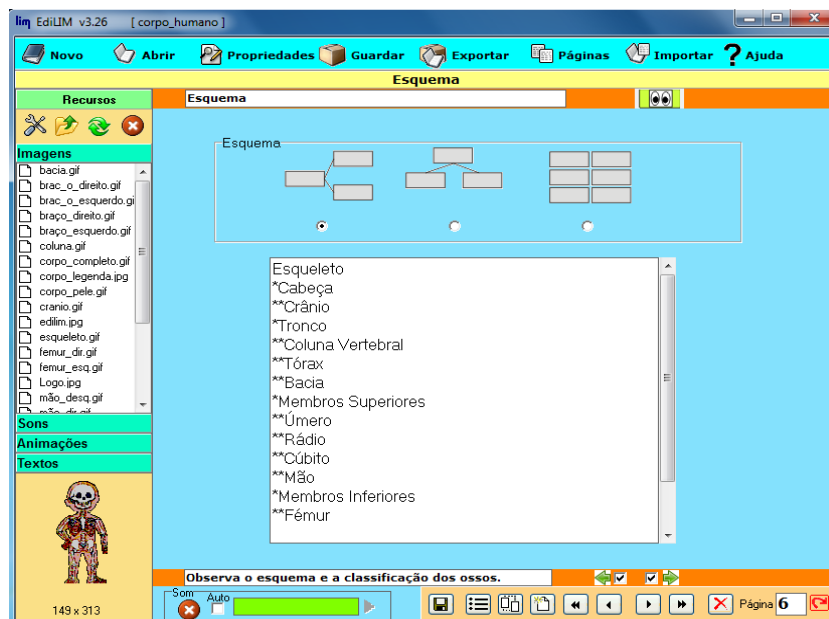 lim EdiLIM v3.26 [ corpo_humano ]
Novo Abrir Propriedades Guardar Exportar Páginas Importar ? Ajuda
Esquema
Recursos
Esquema
Imagens
bacia.gif
brac_o_direito.gif
brac_o_esquerdo.gi
braço_direito.gif
braço_esquerdo.gif
coluna.gif
corpo_completo.gif
corpo_legenda.jpg
corpo_pele.gif
cranio.gif
edilim.jpg
esqueleto.gif
femur_dir.gif
femur_esq.gif
Logo.jpg
mão_desq.gif
mão_dir.gif
Sons
Animações
Textos
149 x 313
Esquema
Esqueleto
*Cabeça
**Crânio
*Tronco
**Coluna Vertebral
**Tórax
**Bacia
*Membros Superiores
**Úmero
**Rádio
**Cúbito
**Mão
*Membros Inferiores
**Fémur
Observa o esquema e a classificação dos ossos.
Som Auto
Página 6